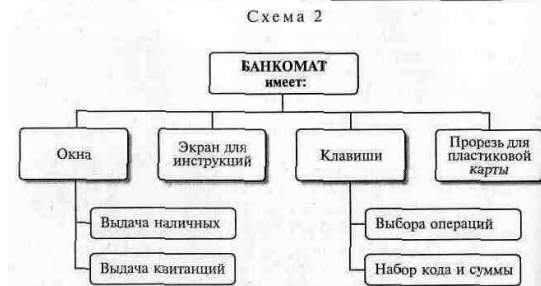 Схема 2
БАНКОМАТ
имеет:
Окна
Экран для
инструкций
Клавиши
Прорезь для
пластиковой
карты
Выдача наличных
Выбора операций
Выдача квитанций
Набор кода и суммы